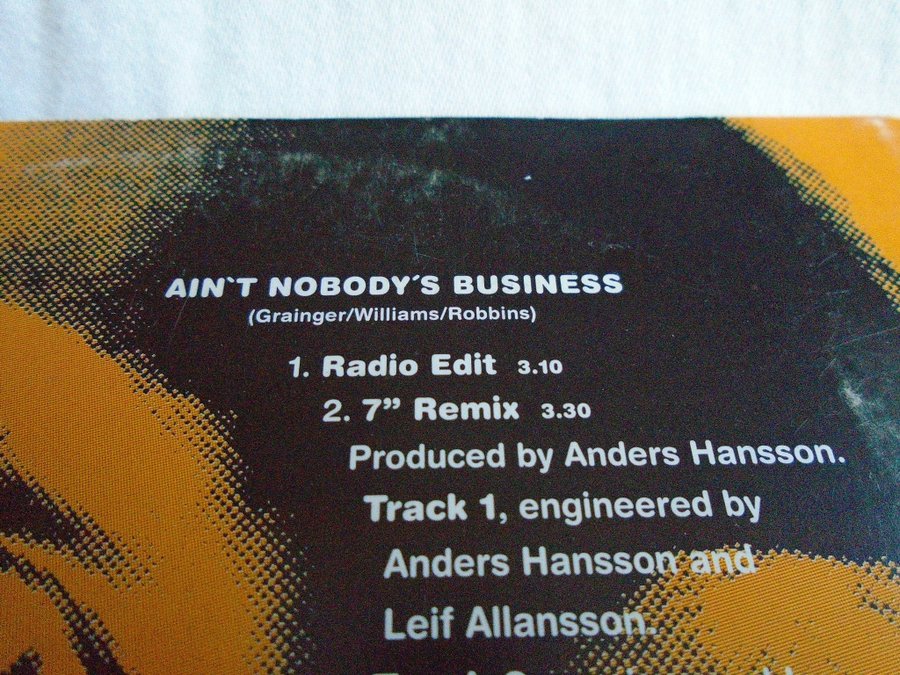 AIN`T NOBODY´S BUSINESS
(Grainger/Williams/Robbins)
1. Radio Edit 3.10
2. 7” Remix 3.30
Produced by Anders Hansson.
Track 1, engineered by
Anders Hansson and
Leif Allansson.